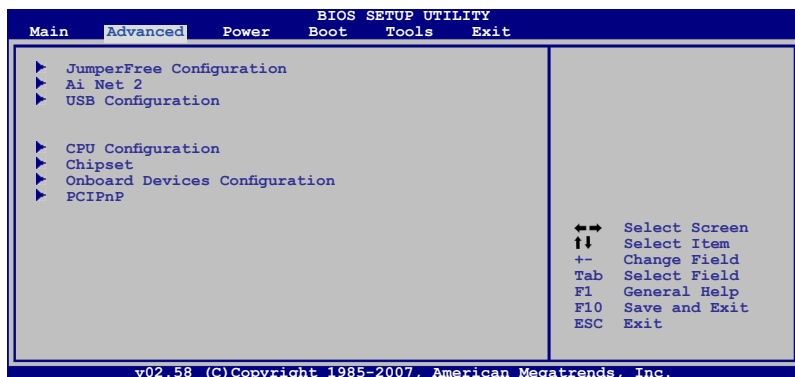 BIOS SETUP UTILITY
Main Advanced Power Boot Tools Exit
JumperFree Configuration
Ai Net 2
USB Configuration
CPU Configuration
Chipset
Onboard Devices Configuration
PCIPnP
←→ Select Screen
↑↓ Select Item
+- Change Field
Tab Select Field
F1 General Help
F10 Save and Exit
ESC Exit
v02.58 (C)Copyright 1985-2007, American Megatrends, Inc.